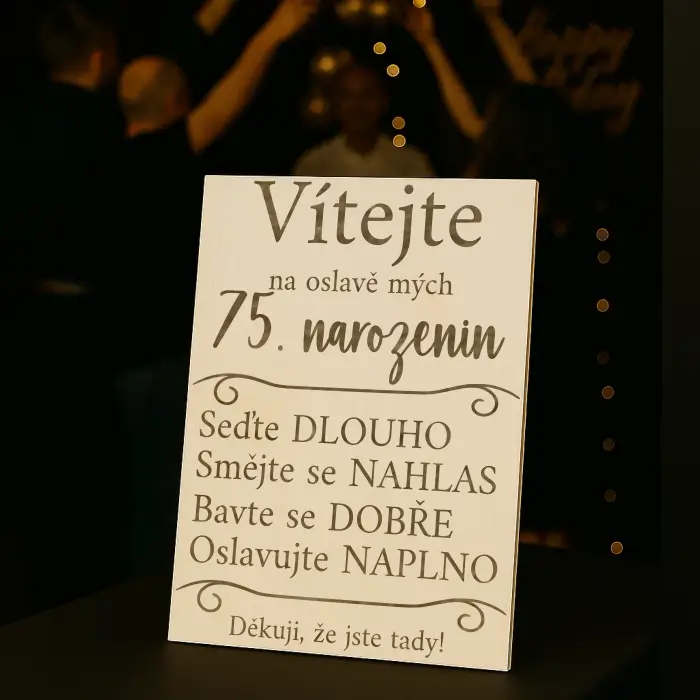 Happy
Vítejte
na oslavě mých
75. narozenin
Seďte DLOUHO
Smějte se NAHLAS
Bavte se DOBŘE
Oslavujte NAPLNO
Děkuji, že jste tady!